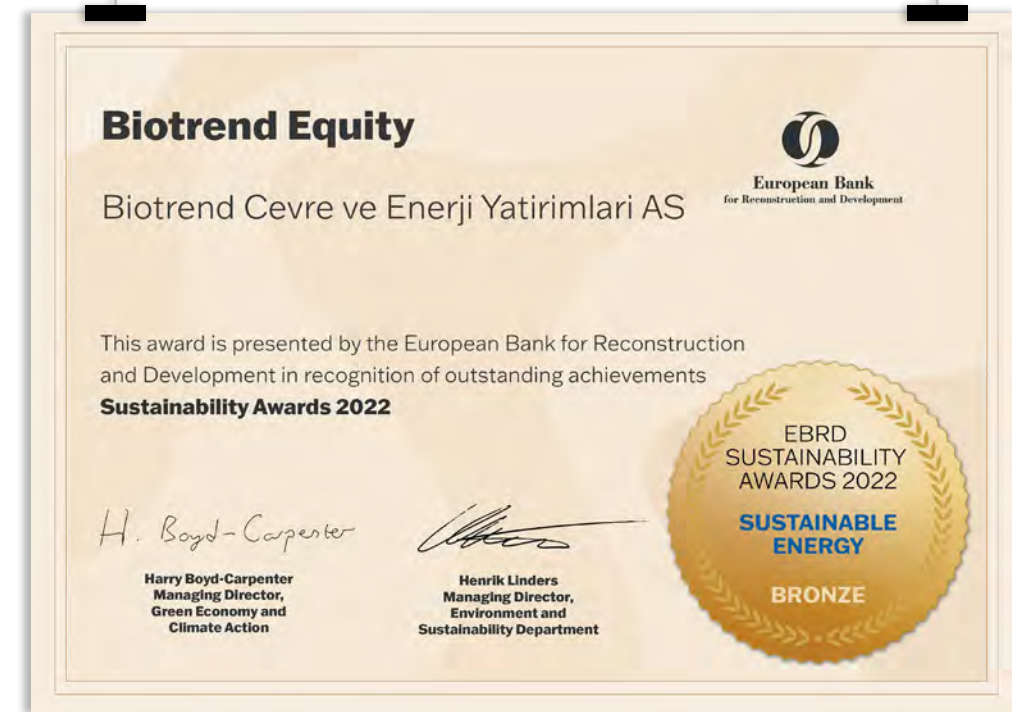 Biotrend Equity
Biotrend Cevre ve Enerji Yatirimlari AS
European Bank
for Reconstruction and Development
This award is presented by the European Bank for Reconstruction
and Development in recognition of outstanding achievements
Sustainability Awards 2022
EBRD
SUSTAINABILITY
AWARDS 2022
SUSTAINABLE
ENERGY
BRONZE
H. Boyd-Carpenter
Harry Boyd-Carpenter
Managing Director,
Green Economy and
Climate Action
Henrik Linders
Managing Director,
Environment and
Sustainability Department